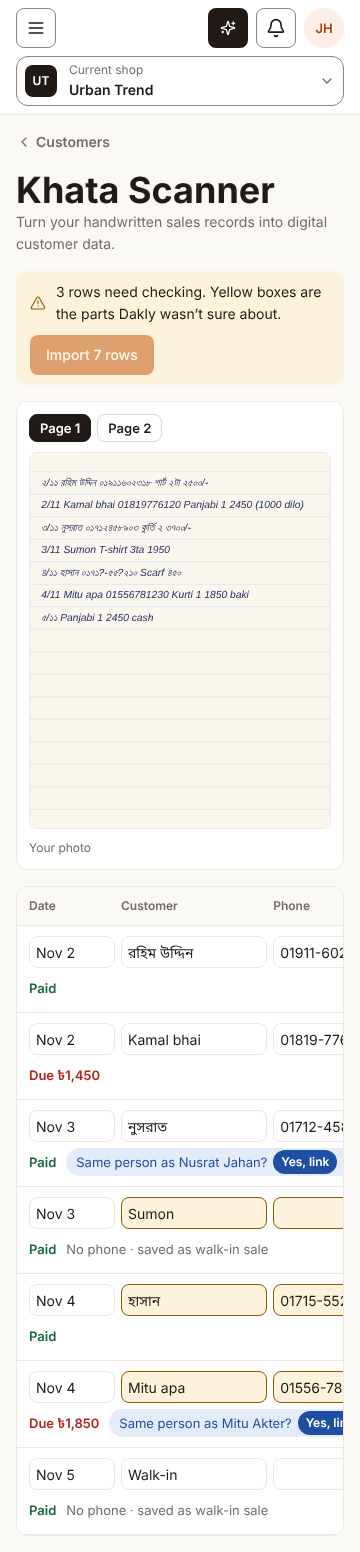 JH
UT
Current shop
Urban Trend
Customers
Khata Scanner
Turn your handwritten sales records into digital
customer data.
3 rows need checking. Yellow boxes are
the parts Dakly wasn't sure about.
Import 7 rows
Page 1
Page 2
২/১১ রহিম উদ্দিন ০১৯১১৬০২৩১৮ শার্ট ২টা ২৫০০/-
2/11 Kamal bhai 01819776120 Panjabi 1 2450 (1000 dilo)
৩/১১ নুসরাত ০১৭১২৪৫৮৯০৩ কুর্তি ২ ৩৭০০/-
3/11 Sumon T-shirt 3ta 1950
৪/১১ হাসান ০১৭১?-৫৫?২১০ Scarf ৪৫০
4/11 Mitu apa 01556781230 Kurti 1 1850 baki
৫/১১ Panjabi 1 2450 cash
Your photo
Date Customer Phone
Nov 2 রহিম উদ্দিন 01911-602
Paid
Nov 2 Kamal bhai 01819-776
Due ৳1,450
Nov 3 নুসরাত 01712-458
Paid Same person as Nusrat Jahan? Yes, link
Nov 3 Sumon
Paid No phone · saved as walk-in sale
Nov 4 হাসান 01715-552
Paid
Nov 4 Mitu apa 01556-78
Due ৳1,850 Same person as Mitu Akter? Yes, lin
Nov 5 Walk-in
Paid No phone · saved as walk-in sale